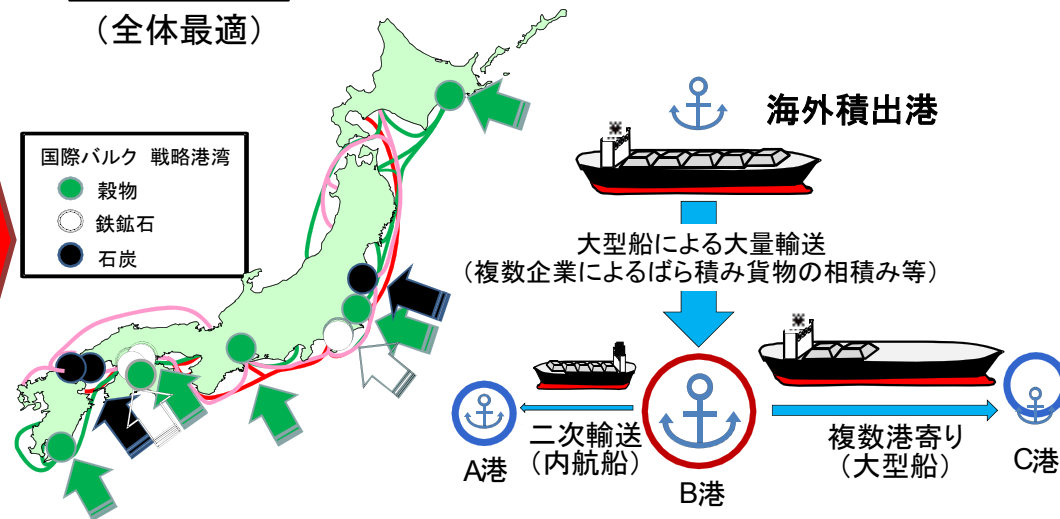 (全体最適)
国際バルク 戦略港湾
穀物
鉄鉱石
石炭
海外積出港
大型船による大量輸送
(複数企業によるばら積み貨物の相積み等)
二次輸送
(内航船)
複数港寄り
(大型船)
A港
B港
C港